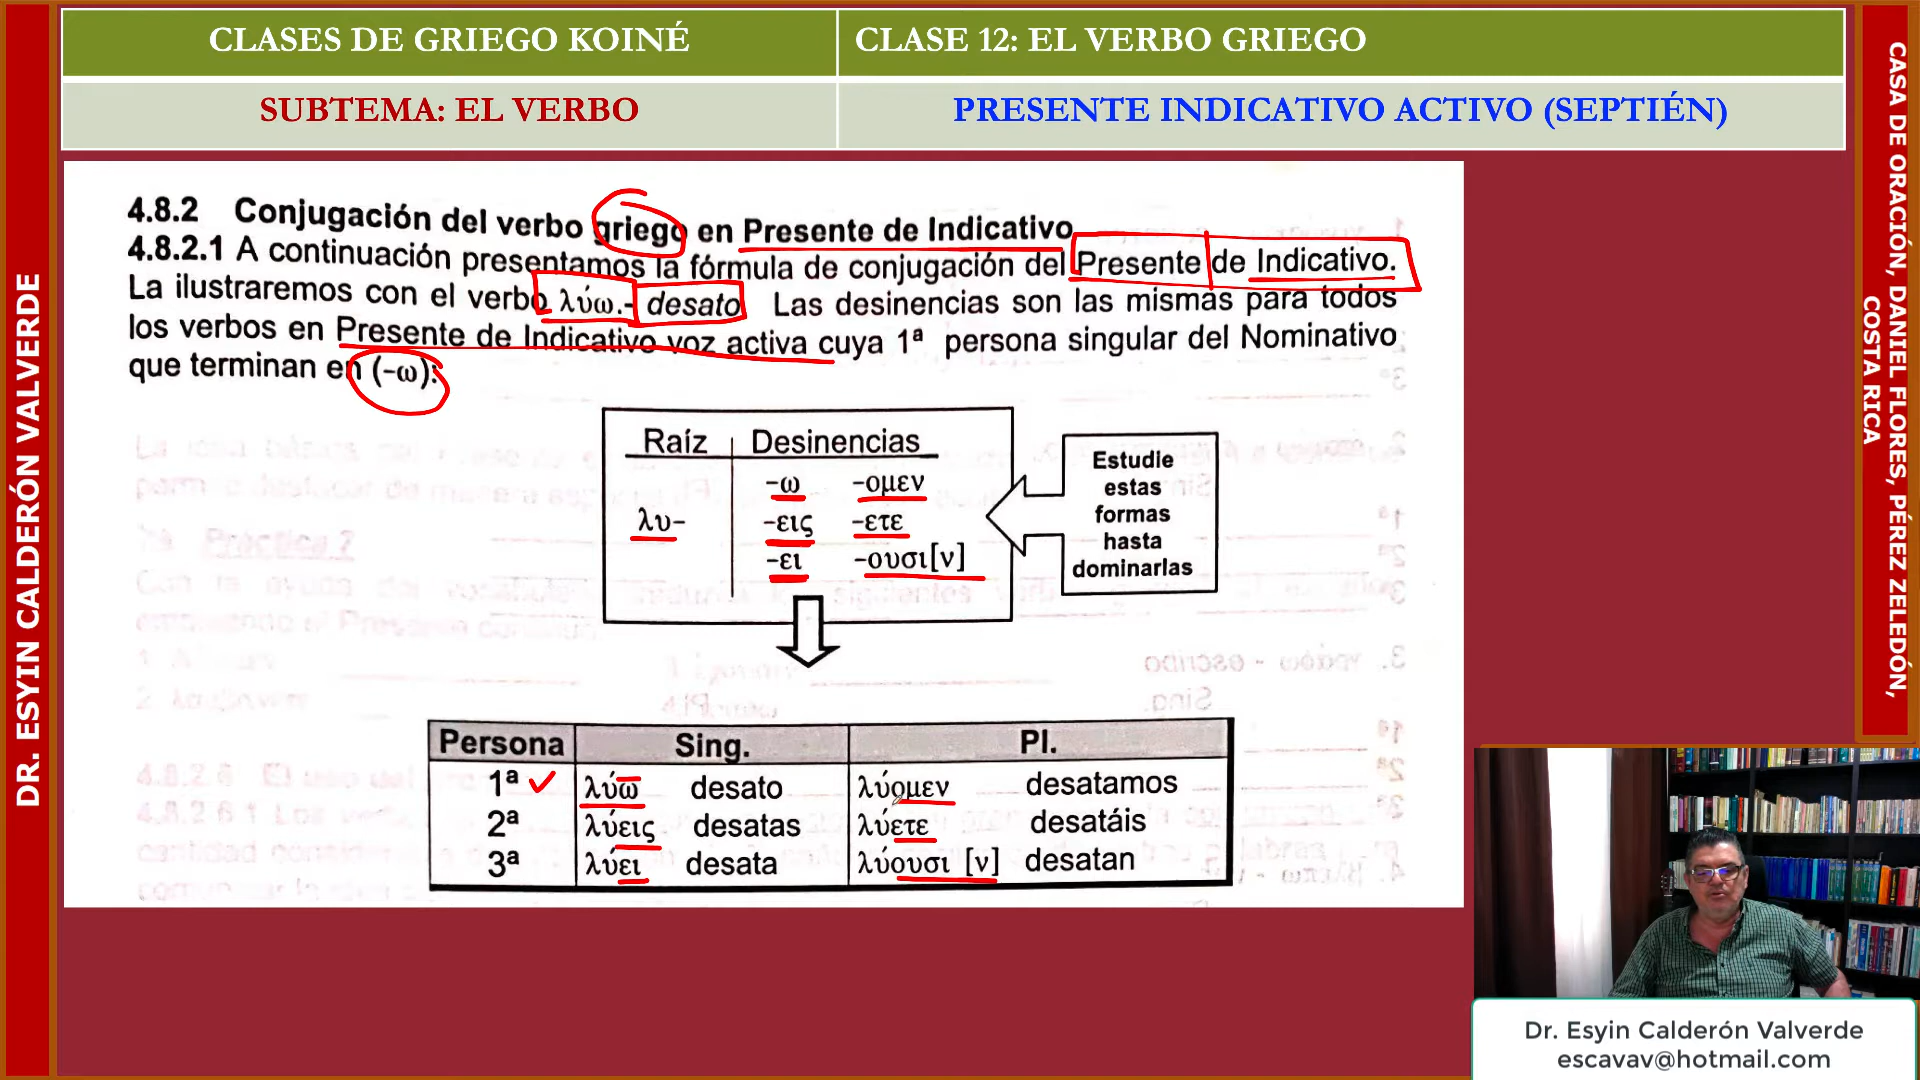 CLASES DE GRIEGO KOINÉ
CLASE 12: EL VERBO GRIEGO
SUBTEMA: EL VERBO
PRESENTE INDICATIVO ACTIVO (SEPTIÉN)
DR. ESYIN CALDERÓN VALVERDE
4.8.2 Conjugación del verbo griego en Presente de Indicativo
4.8.2.1 A continuación presentamos la fórmula de conjugación del Presente de Indicativo.
La ilustraremos con el verbo λύω.- desato Las desinencias son las mismas para todos
los verbos en Presente de Indicativo voz activa cuya 1ª persona singular del Nominativo
que terminan en (-ω):
Raíz Desinencias
-ω -ομεν
λυ- -εις -ετε
-ει -ουσι[ν]
Estudie
estas
formas
hasta
dominarlas
Persona Sing. Pl.
1ª λύω desato λύομεν desatamos
2ª λύεις desatas λύετε desatáis
3ª λύει desata λύουσι [ν] desatan
CASA DE ORACIÓN, DANIEL FLORES, PÉREZ ZELEDÓN,
COSTA RICA
Dr. Esyin Calderón Valverde
escavav@hotmail.com